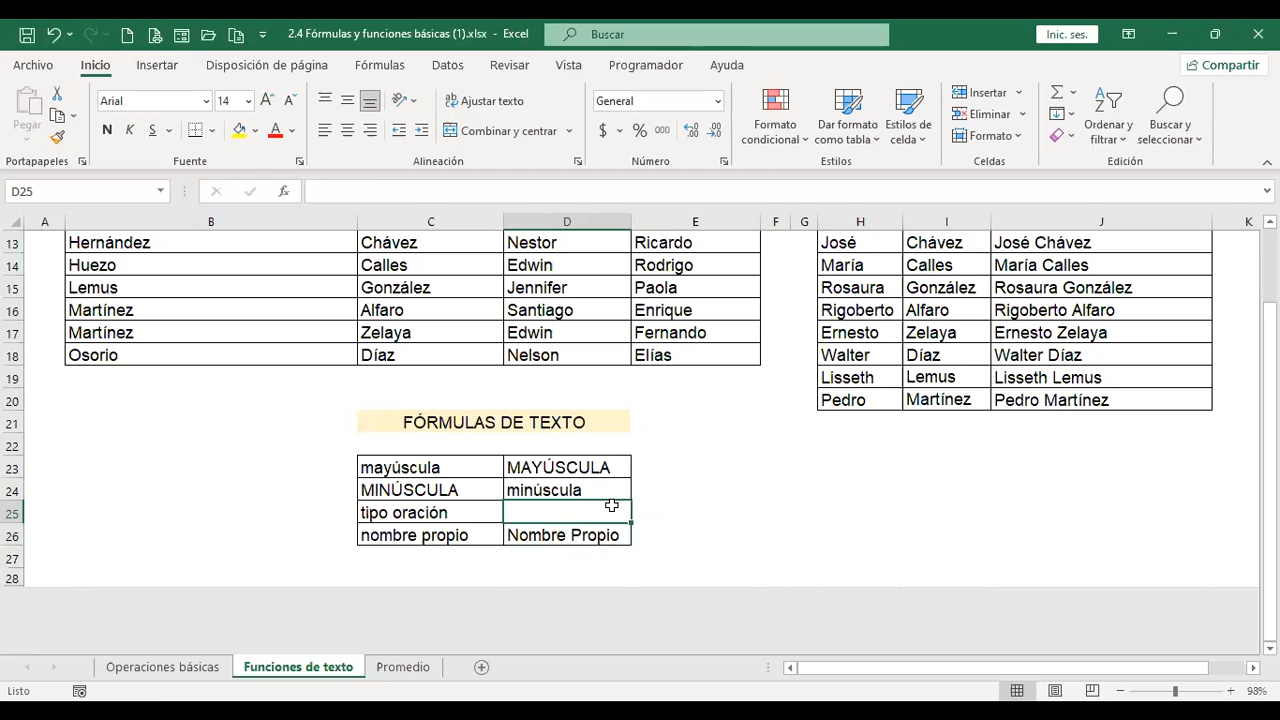 2.4 Fórmulas y funciones básicas (1).xlsx - Excel
Buscar
Inic. ses.
Archivo Inicio Insertar Disposición de página Fórmulas Datos Revisar Vista Programador Ayuda Compartir
Pegar
Arial 14
N K S
Ajustar texto
Combinar y centrar
General
$ % 000
Formato condicional
Dar formato como tabla
Estilos de celda
Insertar
Eliminar
Formato
Ordenar y filtrar
Buscar y seleccionar
Portapapeles Fuente Alineación Número Estilos Celdas Edición
D25 fx
A B C D E F G H I J K
13 Hernández Chávez Nestor Ricardo José Chávez José Chávez
14 Huezo Calles Edwin Rodrigo María Calles María Calles
15 Lemus González Jennifer Paola Rosaura González Rosaura González
16 Martínez Alfaro Santiago Enrique Rigoberto Alfaro Rigoberto Alfaro
17 Martínez Zelaya Edwin Fernando Ernesto Zelaya Ernesto Zelaya
18 Osorio Díaz Nelson Elías Walter Díaz Walter Díaz
19 Lisseth Lemus Lisseth Lemus
20 Pedro Martínez Pedro Martínez
21 FÓRMULAS DE TEXTO
22
23 mayúscula MAYÚSCULA
24 MINÚSCULA minúscula
25 tipo oración
26 nombre propio Nombre Propio
27
28
Operaciones básicas Funciones de texto Promedio
Listo 98%